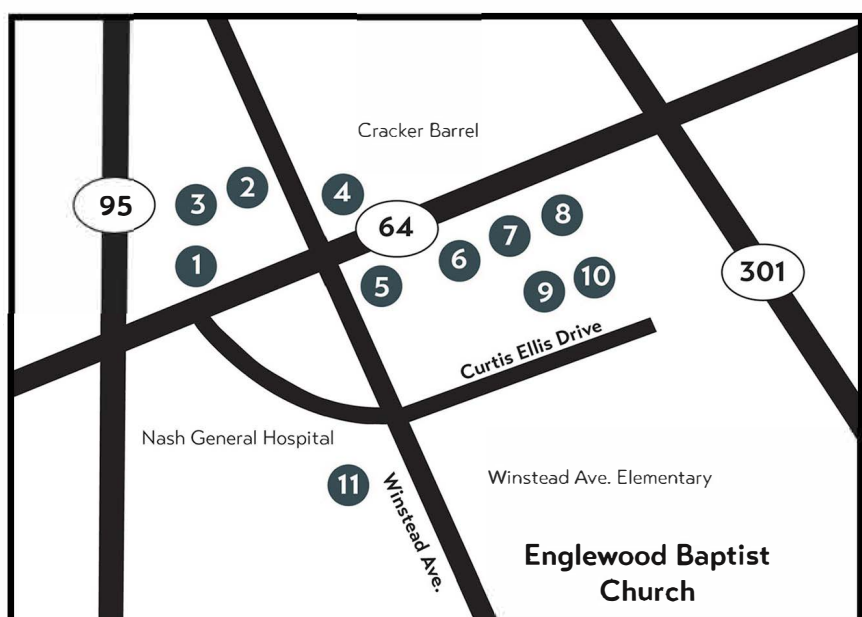 Cracker Barrel
2
4
3
95
8
64
7
6
1
301
10
5
9
Curtis Ellis Drive
Nash General Hospital
Winstead Ave. Elementary
11
Winstead Ave.
Englewood Baptist
Church